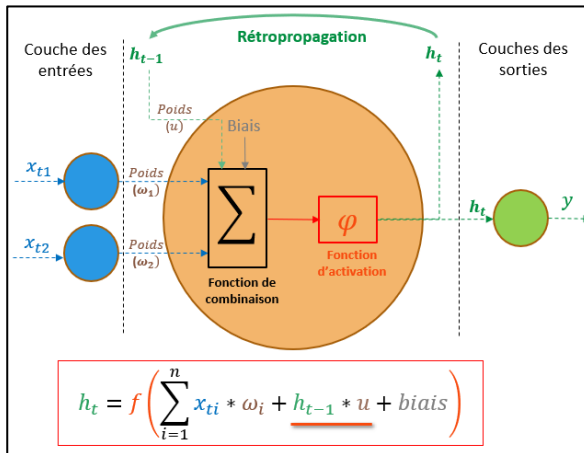 Rétropropagation
Couche des
entrées
h_{t-1}
h_t
Couches des
sorties
Poids
(u)
Biais
x_{t1}
Poids
(ω_1)
Σ
φ
h_t
y
x_{t2}
Poids
(ω_2)
Fonction
d'activation
Fonction de
combinaison
h_t = f(∑_{i=1}^{n} x_{ti} * ω_i + h_{t-1} * u + biais)